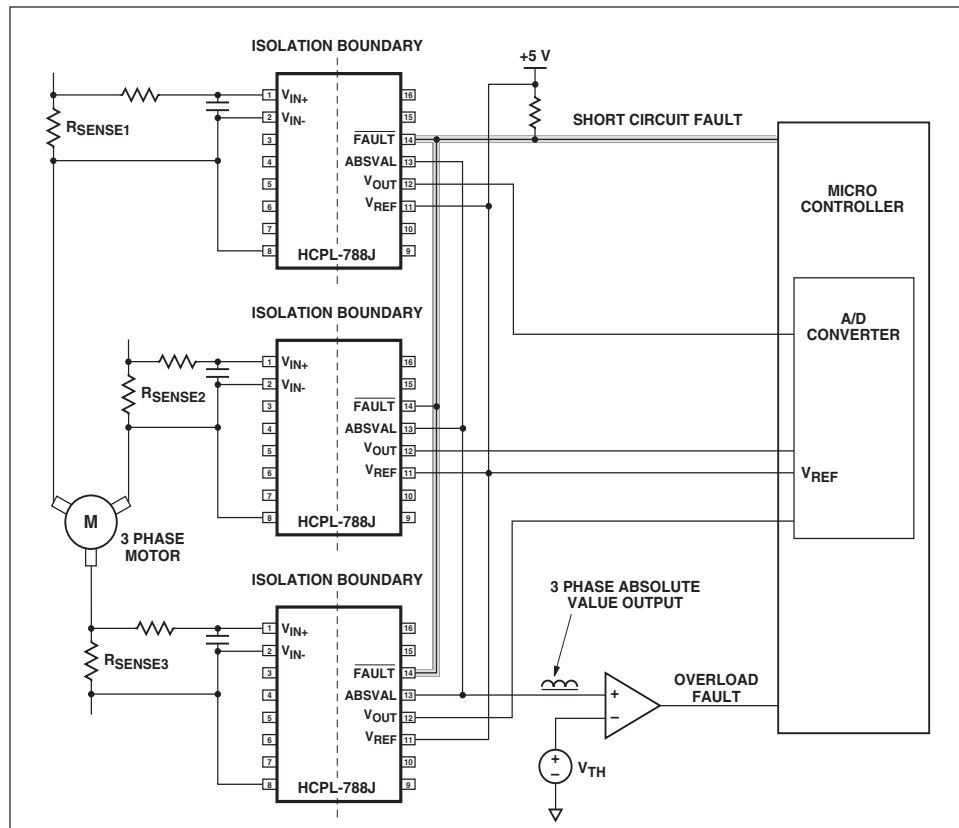 ISOLATION BOUNDARY
+5 V
1 VIN+ 16
RSENSE1
2 VIN- 15
SHORT CIRCUIT FAULT
3 FAULT 14
4 ABSVAL 13
5 VOUT 12
6 VREF 11
7 10
8 9
HCPL-788J
MICRO
CONTROLLER
ISOLATION BOUNDARY
A/D
CONVERTER
1 VIN+ 16
RSENSE2
2 VIN- 15
3 FAULT 14
4 ABSVAL 13
5 VOUT 12
6 VREF 11
VREF
7 10
8 9
HCPL-788J
M
3 PHASE
MOTOR
ISOLATION BOUNDARY
3 PHASE ABSOLUTE
VALUE OUTPUT
1 VIN+ 16
RSENSE3
2 VIN- 15
3 FAULT 14
4 ABSVAL 13
5 VOUT 12
6 VREF 11
7 10
8 9
HCPL-788J
+
−
OVERLOAD
FAULT
+
−
VTH